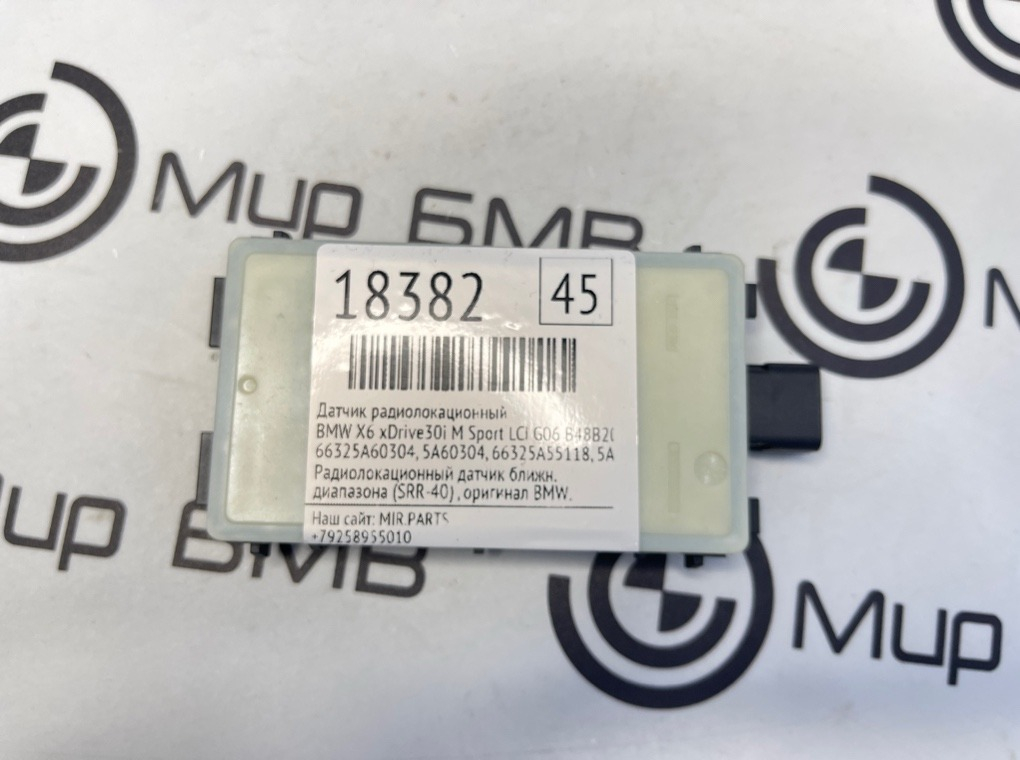 Мир БМВ
18382 45
Датчик радиолокационный
BMW X6 xDrive30i M Sport LCI G06 B48B20
66325A60304, 5A60304, 66325A55118, 5A
Радиолокационный датчик ближн.
диапазона (SRR-40), оригинал BMW.
Наш сайт: MIR.PARTS
+79258955010
Мир БМВ
Мир